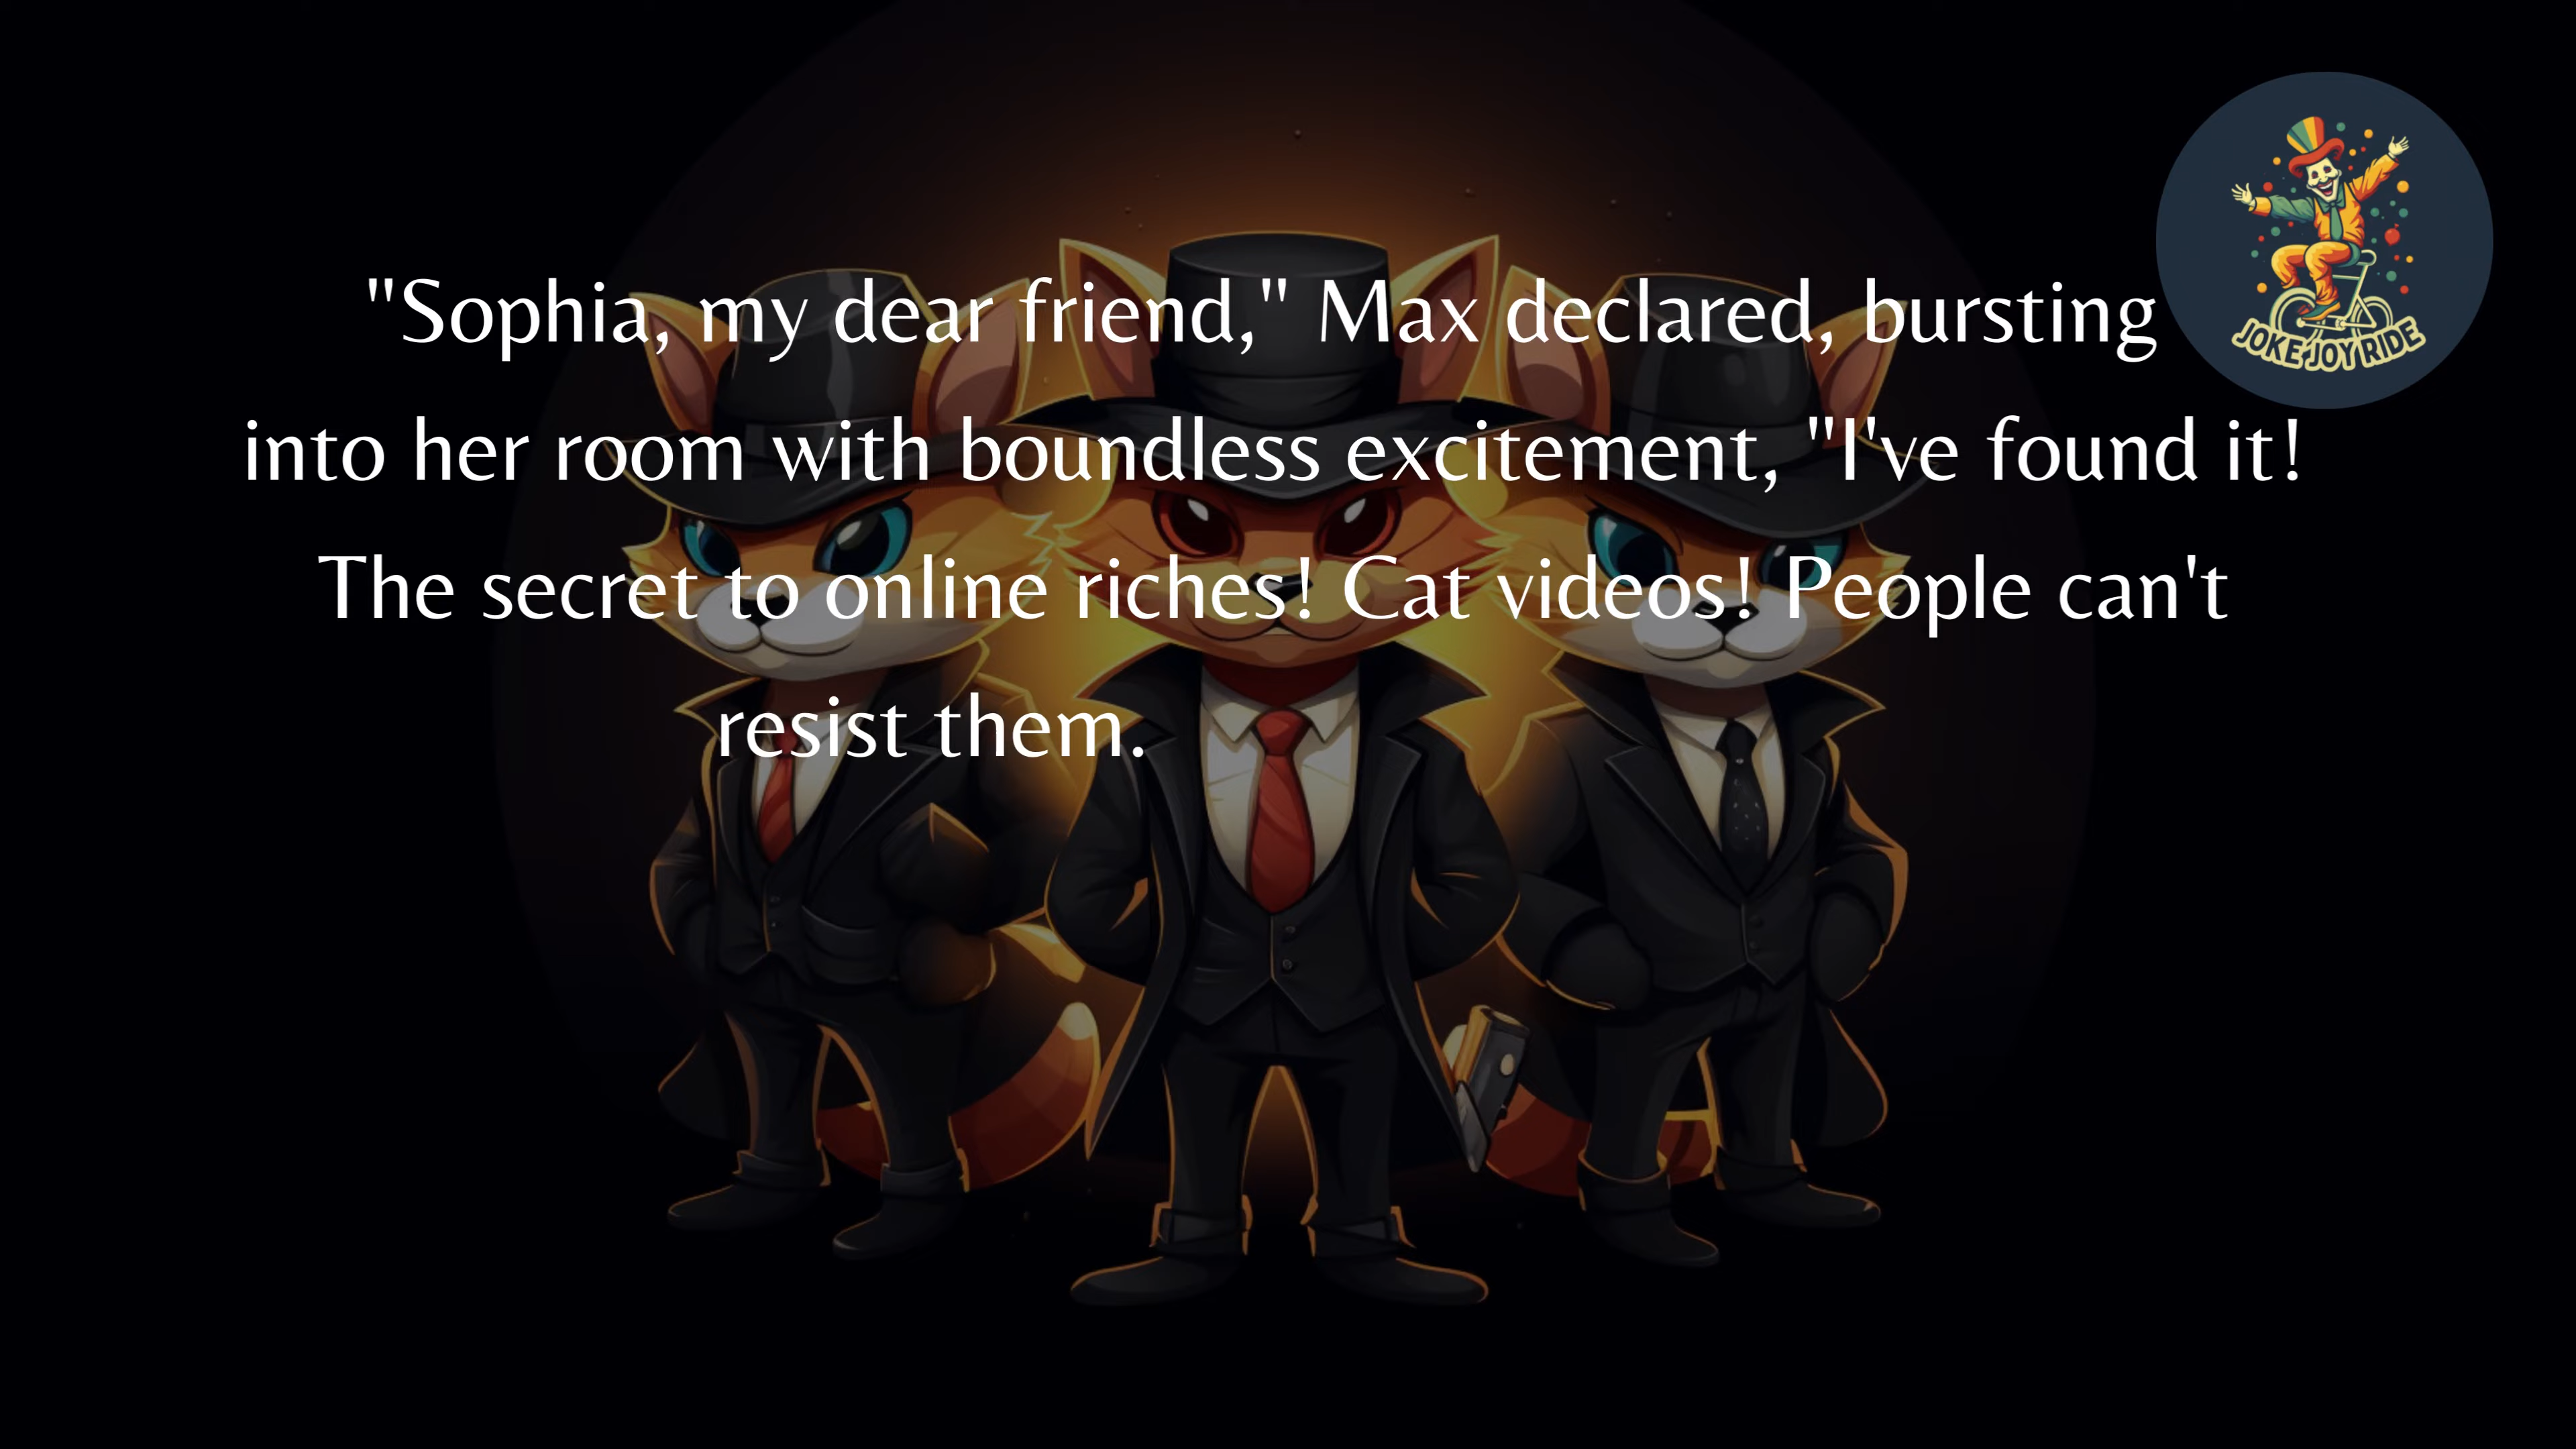 "Sophia, my dear friend," Max declared, bursting
into her room with boundless excitement, "I've found it!
The secret to online riches! Cat videos! People can't
resist them.
JOKE JOY RIDE